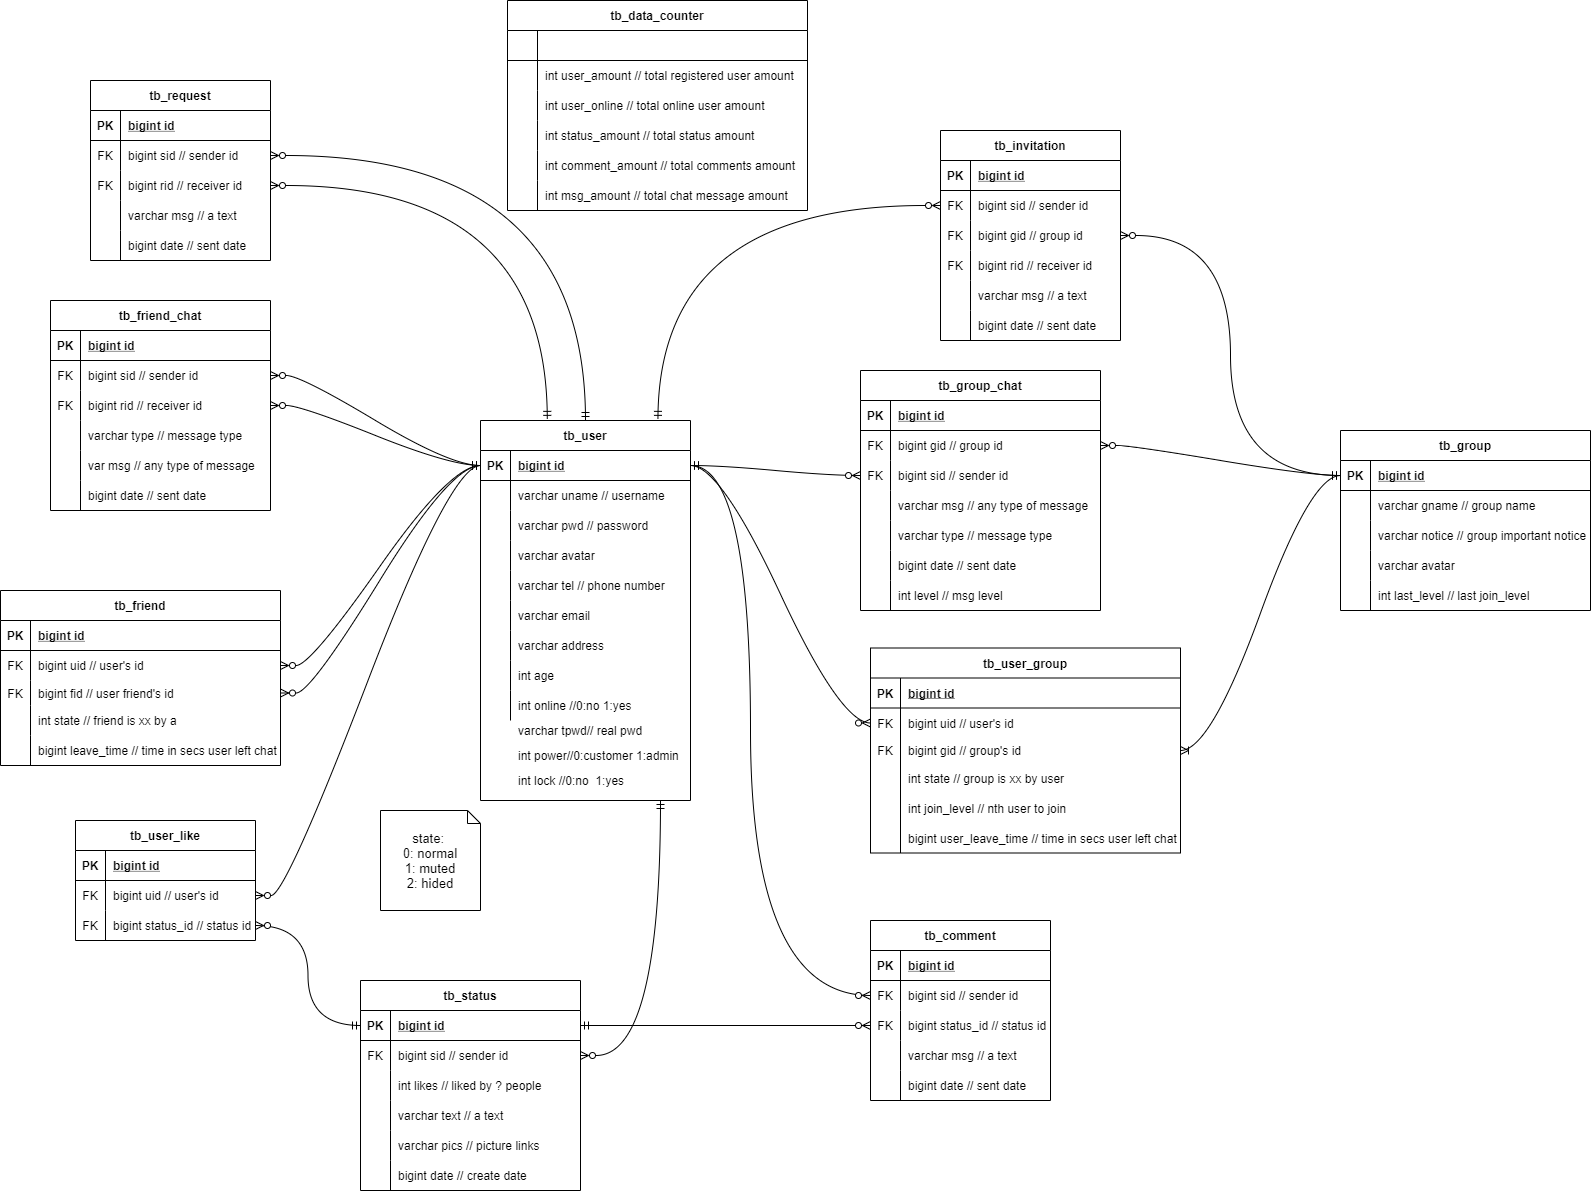 tb_data_counter
int user_amount // total registered user amount
int user_online // total online user amount
int status_amount // total status amount
int comment_amount // total comments amount
int msg_amount // total chat message amount
tb_request
PK bigint id
FK bigint sid // sender id
FK bigint rid // receiver id
varchar msg // a text
bigint date // sent date
tb_invitation
PK bigint id
FK bigint sid // sender id
FK bigint gid // group id
FK bigint rid // receiver id
varchar msg // a text
bigint date // sent date
tb_friend_chat
PK bigint id
FK bigint sid // sender id
FK bigint rid // receiver id
varchar type // message type
var msg // any type of message
bigint date // sent date
tb_user
PK bigint id
varchar uname // username
varchar pwd // password
varchar avatar
varchar tel // phone number
varchar email
varchar address
int age
int online //0:no 1:yes
varchar tpwd// real pwd
int power//0:customer 1:admin
int lock //0:no 1:yes
tb_group_chat
PK bigint id
FK bigint gid // group id
FK bigint sid // sender id
varchar msg // any type of message
varchar type // message type
bigint date // sent date
int level // msg level
tb_group
PK bigint id
varchar gname // group name
varchar notice // group important notice
varchar avatar
int last_level // last join_level
tb_friend
PK bigint id
FK bigint uid // user's id
FK bigint fid // user friend's id
int state // friend is xx by a
bigint leave_time // time in secs user left chat
tb_user_group
PK bigint id
FK bigint uid // user's id
FK bigint gid // group's id
int state // group is xx by user
int join_level // nth user to join
bigint user_leave_time // time in secs user left chat
tb_user_like
PK bigint id
FK bigint uid // user's id
FK bigint status_id // status id
state:
0: normal
1: muted
2: hided
tb_status
PK bigint id
FK bigint sid // sender id
int likes // liked by ? people
varchar text // a text
varchar pics // picture links
bigint date // create date
tb_comment
PK bigint id
FK bigint sid // sender id
FK bigint status_id // status id
varchar msg // a text
bigint date // sent date